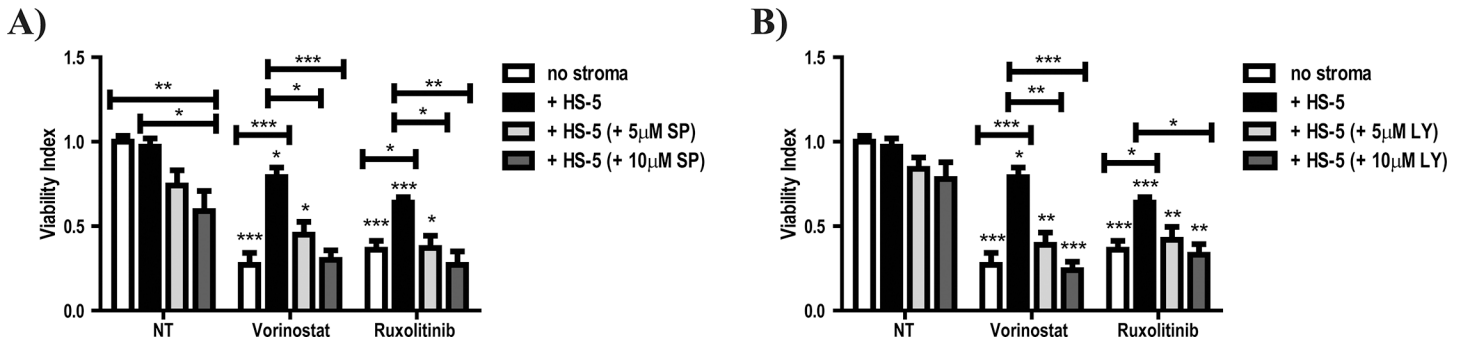 A)
Viability Index
1.5
1.0
0.5
0.0
**
*
***
*
***
*
*
***
**
*
*
***
***
*
NT
Vorinostat
Ruxolitinib
no stroma
+ HS-5
+ HS-5 (+ 5μM SP)
+ HS-5 (+ 10μM SP)
B)
Viability Index
1.5
1.0
0.5
0.0
***
**
***
*
***
**
***
*
*
***
***
**
**
NT
Vorinostat
Ruxolitinib
no stroma
+ HS-5
+ HS-5 (+ 5μM LY)
+ HS-5 (+ 10μM LY)